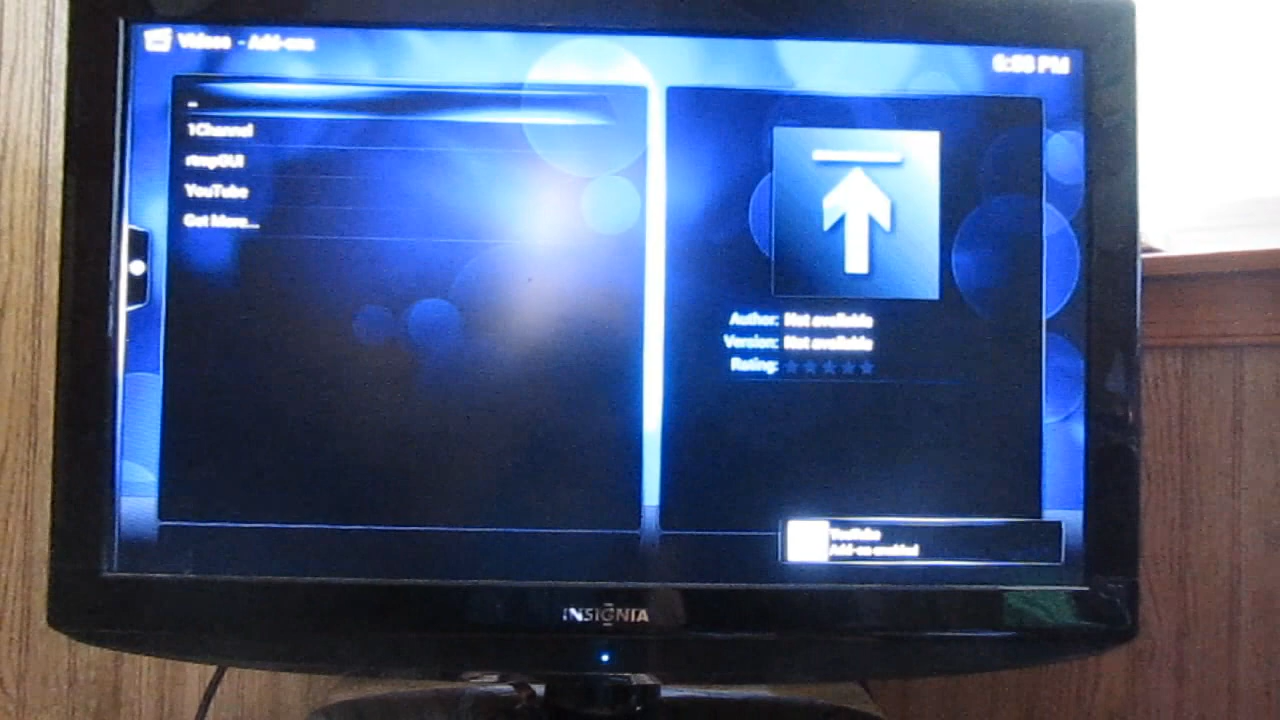 Videos - Add-ons
6:58 PM
..
1Channel
rtmpGUI
YouTube
Get More...
Author: Not available
Version: Not available
Rating:
YouTube
Add-on enabled
INSIGNIA